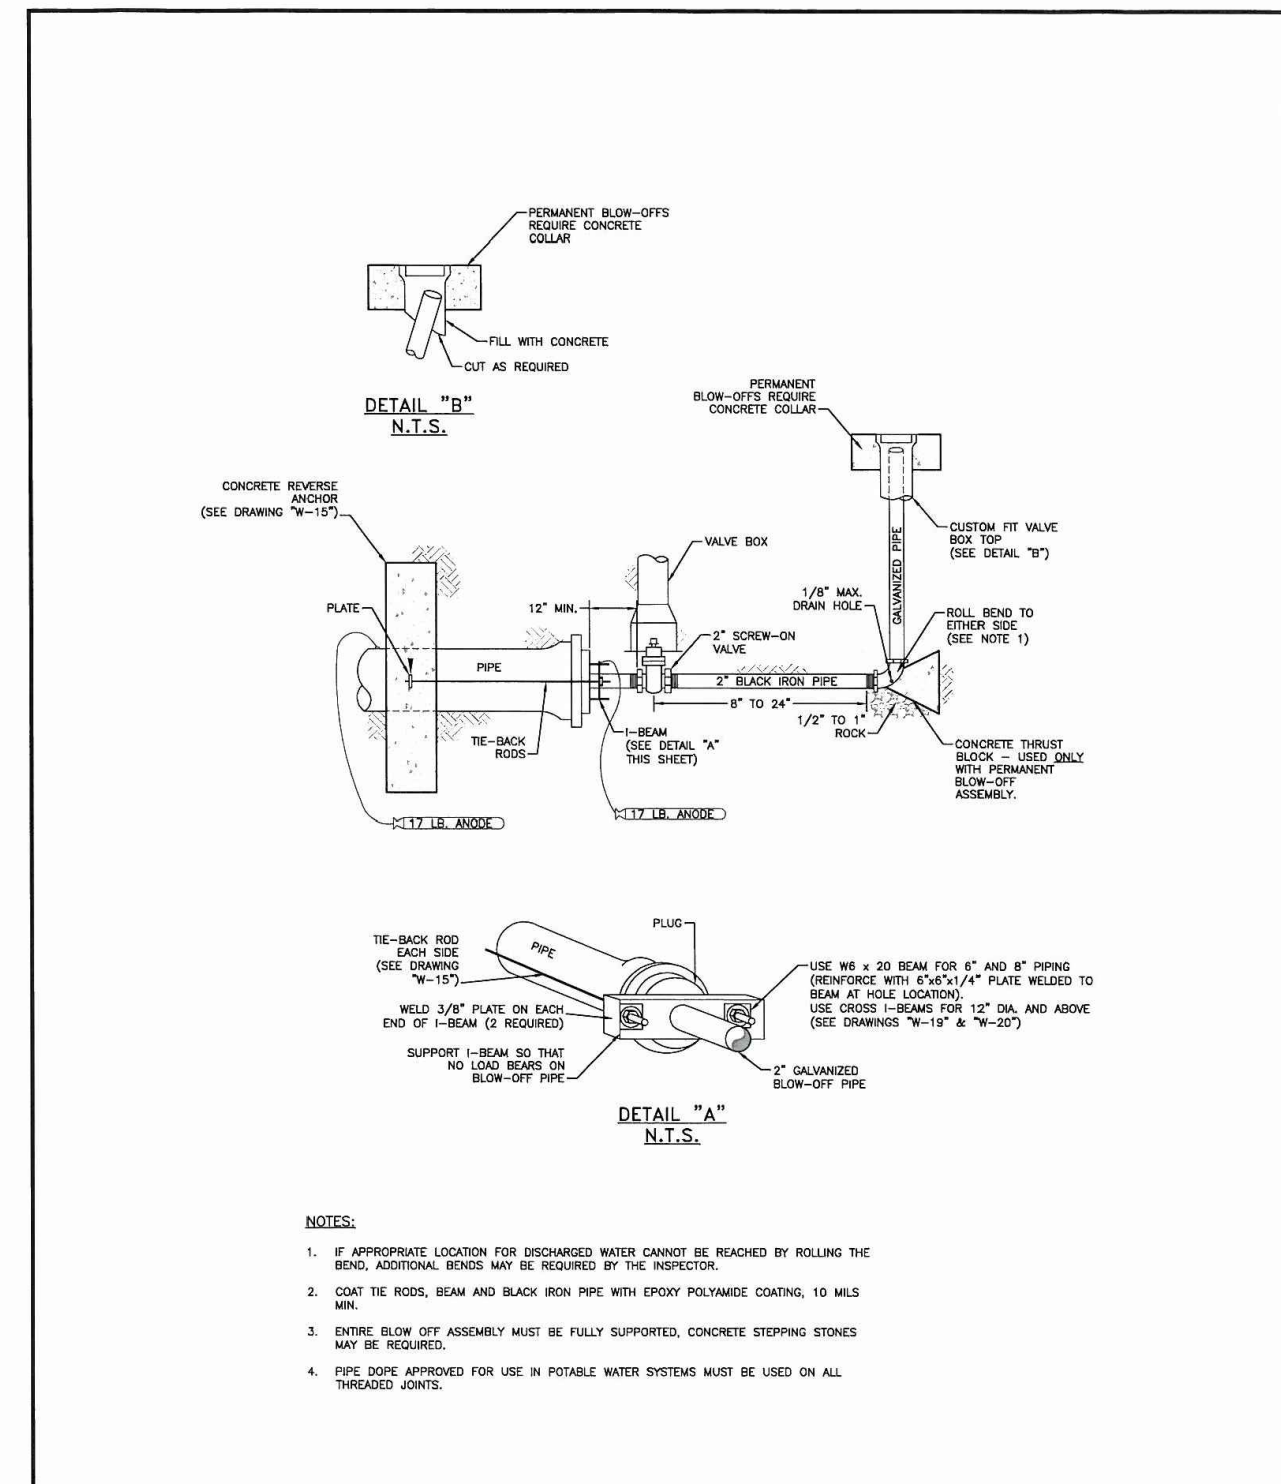 PERMANENT BLOW-OFFS
REQUIRE CONCRETE
COLLAR
FILL WITH CONCRETE
CUT AS REQUIRED
DETAIL "B"
N.T.S.
PERMANENT
BLOW-OFFS REQUIRE
CONCRETE COLLAR
CONCRETE REVERSE
ANCHOR
(SEE DRAWING "W-15")
PLATE
PIPE
TIE-BACK
RODS
12" MIN.
VALVE BOX
2" SCREW-ON
VALVE
2" BLACK IRON PIPE
8" TO 24"
I-BEAM
(SEE DETAIL "A"
THIS SHEET)
GALVANIZED PIPE
CUSTOM FIT VALVE
BOX TOP
(SEE DETAIL "B")
1/8" MAX.
DRAIN HOLE
ROLL BEND TO
EITHER SIDE
(SEE NOTE 1)
1/2" TO 1"
ROCK
CONCRETE THRUST
BLOCK - USED ONLY
WITH PERMANENT
BLOW-OFF
ASSEMBLY.
17 LB. ANODE
17 LB. ANODE
PLUG
PIPE
TIE-BACK ROD
EACH SIDE
(SEE DRAWING
"W-15")
WELD 3/8" PLATE ON EACH
END OF I-BEAM (2 REQUIRED)
SUPPORT I-BEAM SO THAT
NO LOAD BEARS ON
BLOW-OFF PIPE
USE W6 x 20 BEAM FOR 6" AND 8" PIPING
(REINFORCE WITH 6"x6"x1/4" PLATE WELDED TO
BEAM AT HOLE LOCATION).
USE CROSS I-BEAMS FOR 12" DIA. AND ABOVE
(SEE DRAWINGS "W-19" & "W-20")
2" GALVANIZED
BLOW-OFF PIPE
DETAIL "A"
N.T.S.
NOTES:
1. IF APPROPRIATE LOCATION FOR DISCHARGED WATER CANNOT BE REACHED BY ROLLING THE
BEND, ADDITIONAL BENDS MAY BE REQUIRED BY THE INSPECTOR.
2. COAT TIE RODS, BEAM AND BLACK IRON PIPE WITH EPOXY POLYAMIDE COATING, 10 MILS
MIN.
3. ENTIRE BLOW OFF ASSEMBLY MUST BE FULLY SUPPORTED, CONCRETE STEPPING STONES
MAY BE REQUIRED.
4. PIPE DOPE APPROVED FOR USE IN POTABLE WATER SYSTEMS MUST BE USED ON ALL
THREADED JOINTS.